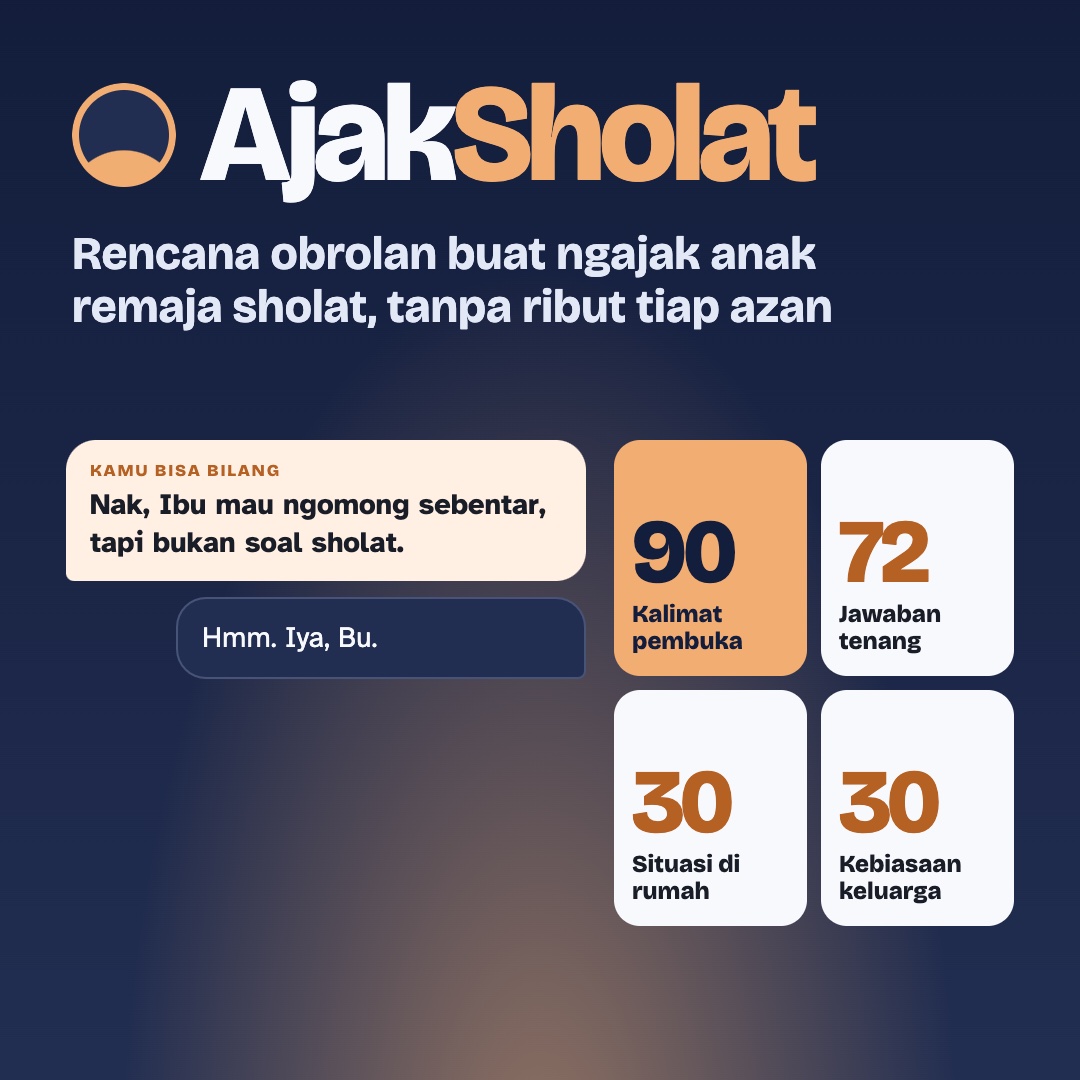 AjakSholat
Rencana obrolan buat ngajak anak
remaja sholat, tanpa ribut tiap azan
KAMU BISA BILANG
Nak, Ibu mau ngomong sebentar,
tapi bukan soal sholat.
Hmm. Iya, Bu.
90
Kalimat
pembuka
72
Jawaban
tenang
30
Situasi di
rumah
30
Kebiasaan
keluarga